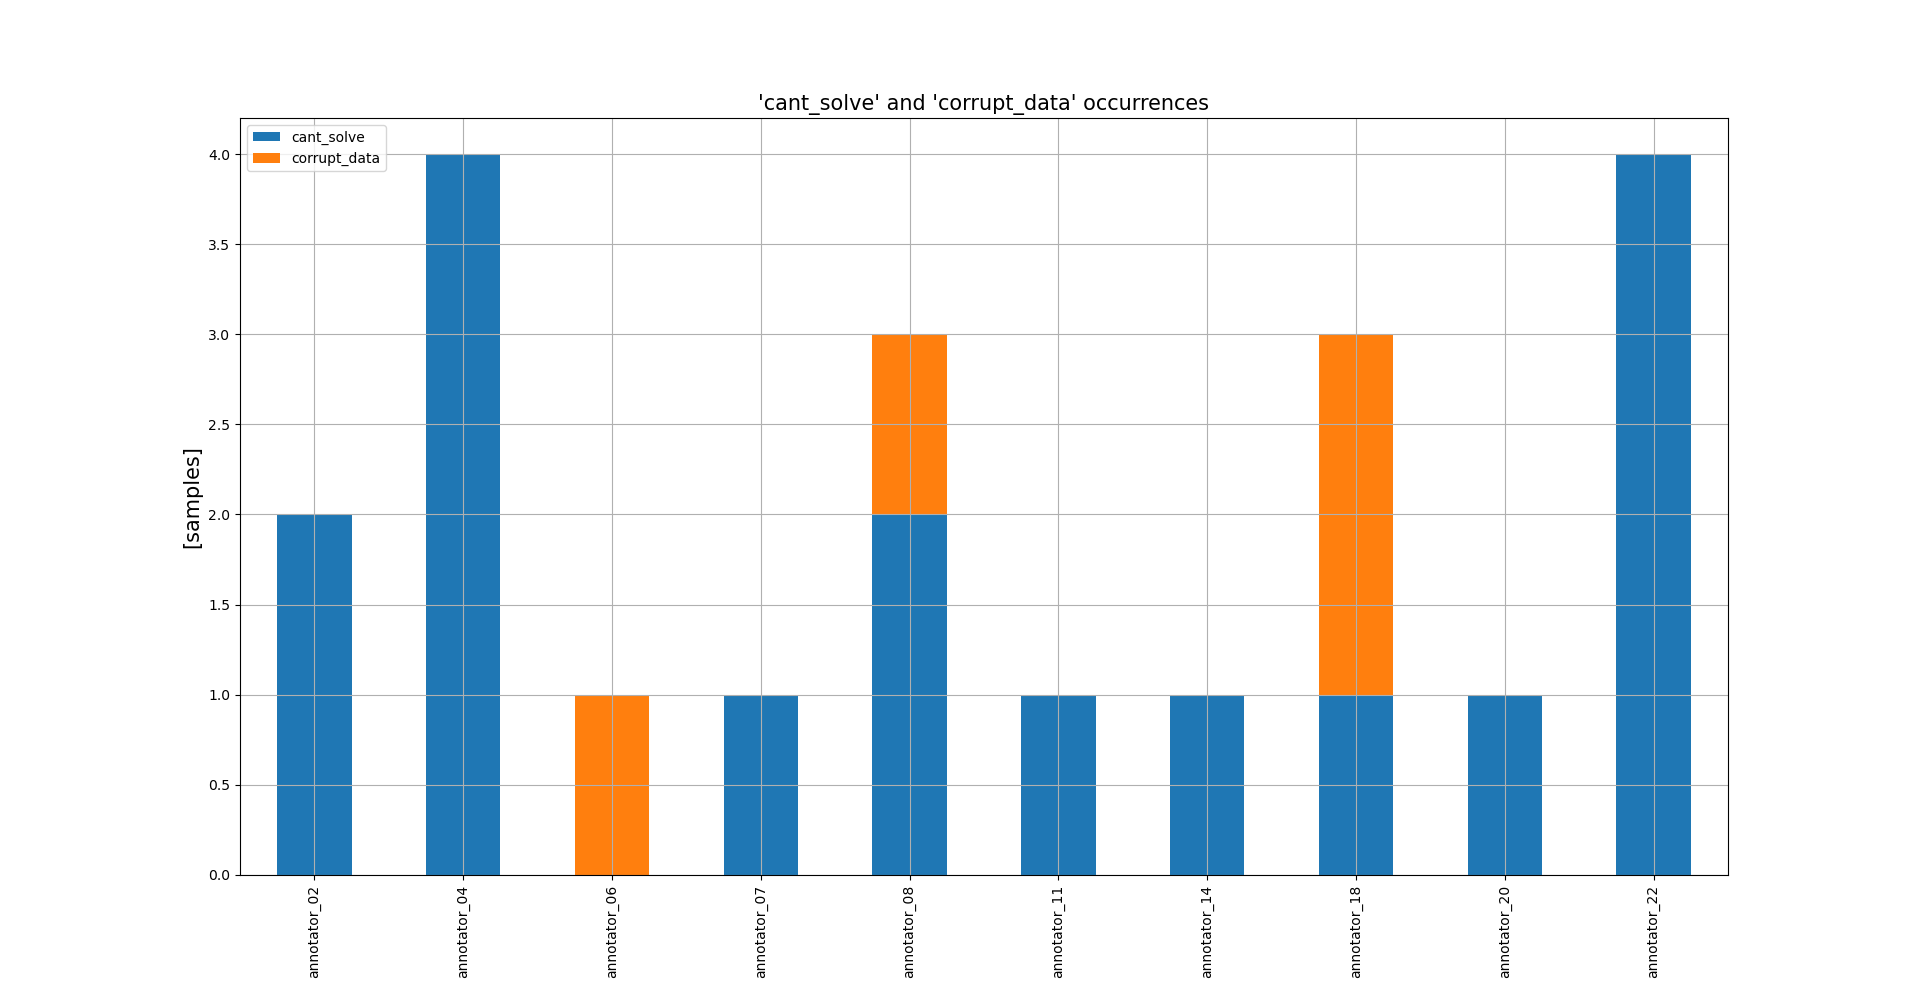 'cant_solve' and 'corrupt_data' occurrences
cant_solve
corrupt_data
[samples]
4.0
3.5
3.0
2.5
2.0
1.5
1.0
0.5
0.0
annotator_02
annotator_04
annotator_06
annotator_07
annotator_08
annotator_11
annotator_14
annotator_18
annotator_20
annotator_22